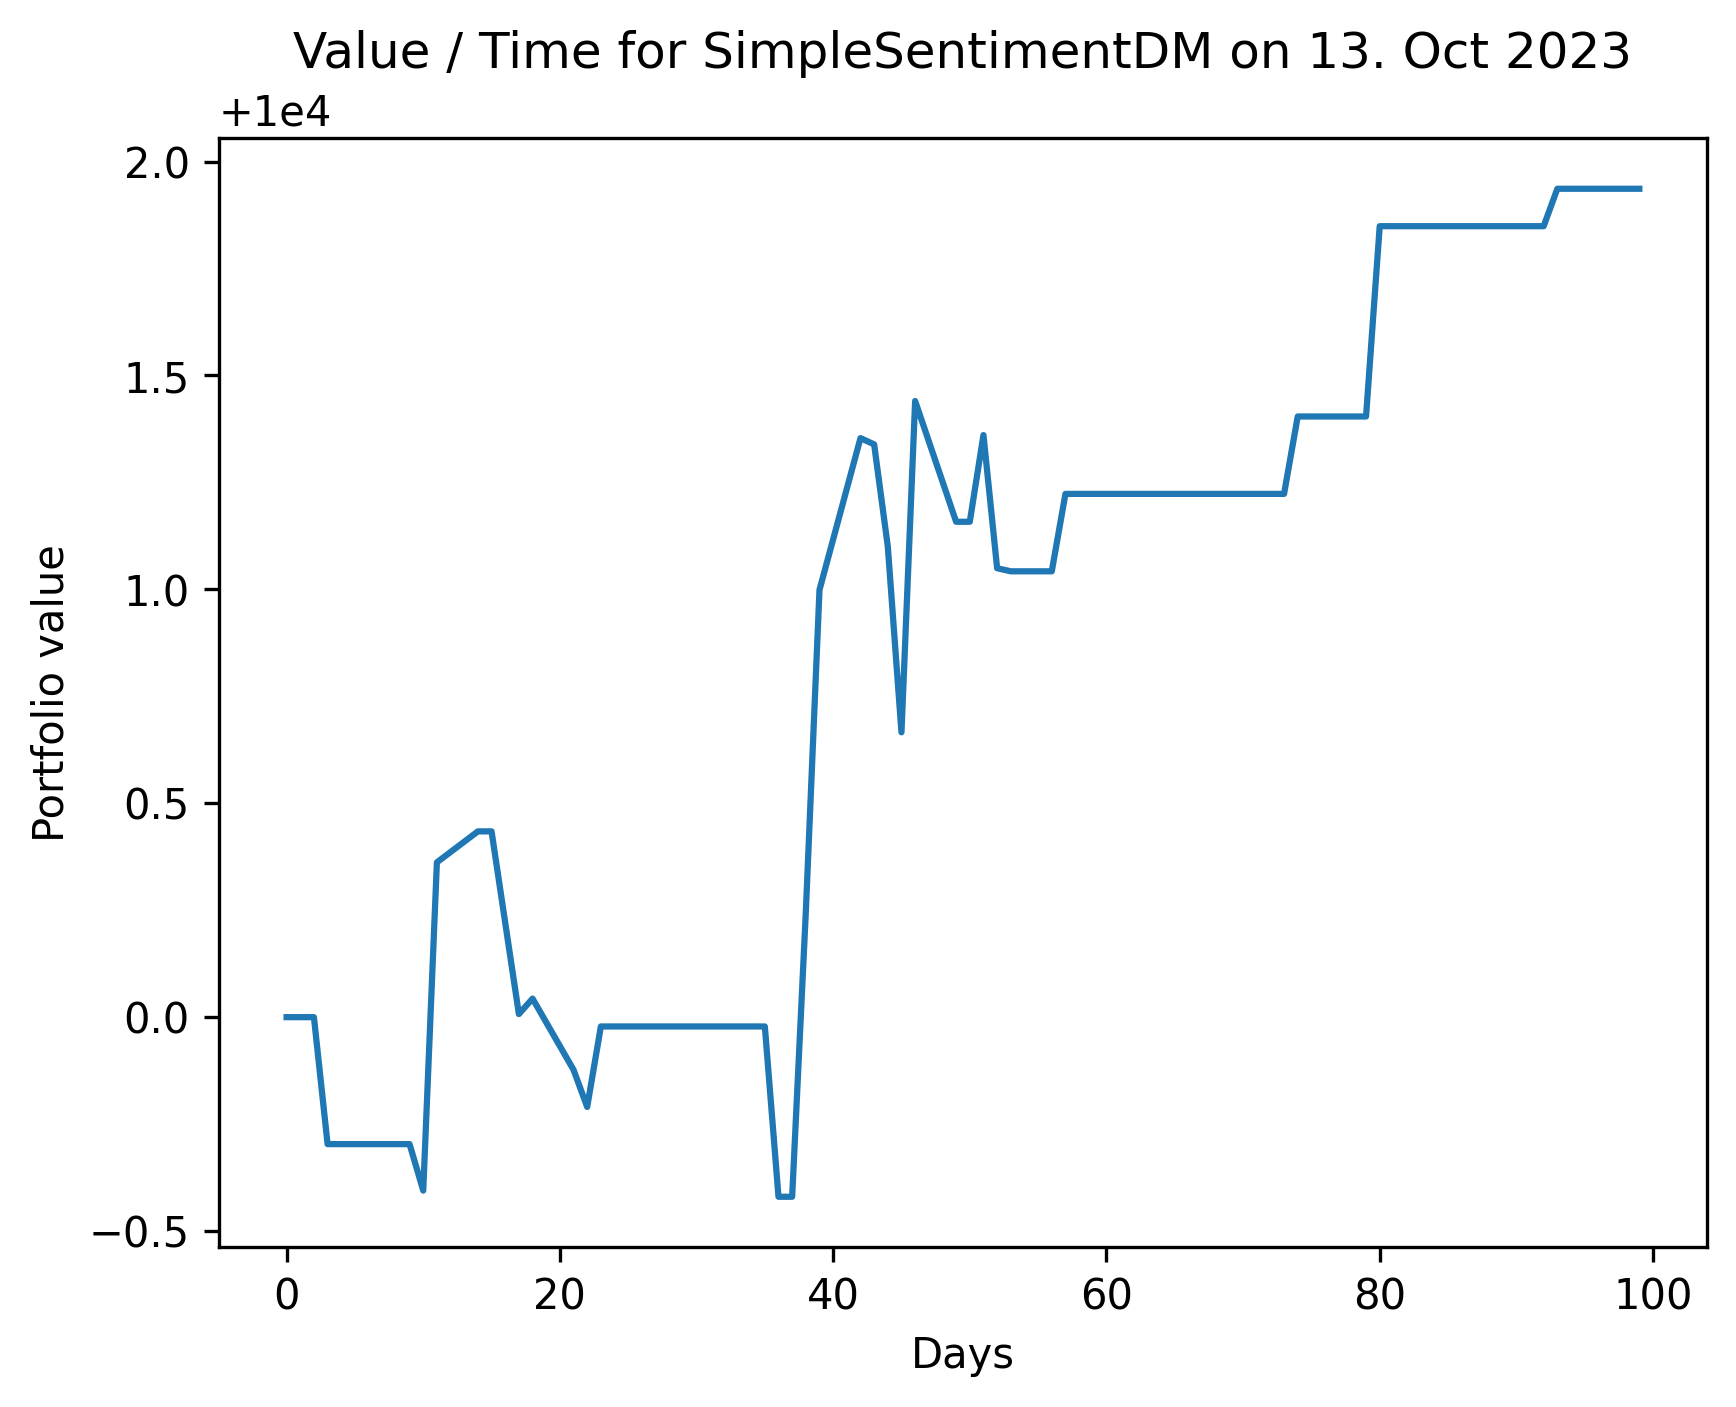 Value / Time for SimpleSentimentDM on 13. Oct 2023
+1e4
2.0
1.5
1.0
0.5
0.0
−0.5
Portfolio value
0 20 40 60 80 100
Days